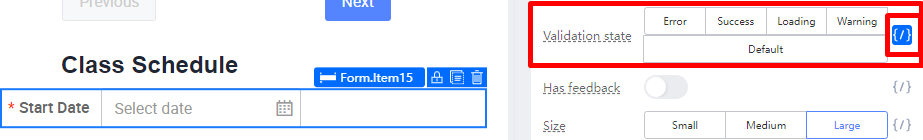 Previous
Next
Class Schedule
Form.Item15
* Start Date
Select date
Validation state
Error
Success
Loading
Warning
Default
{/}
Has feedback
{/}
Size
Small
Medium
Large
{/}